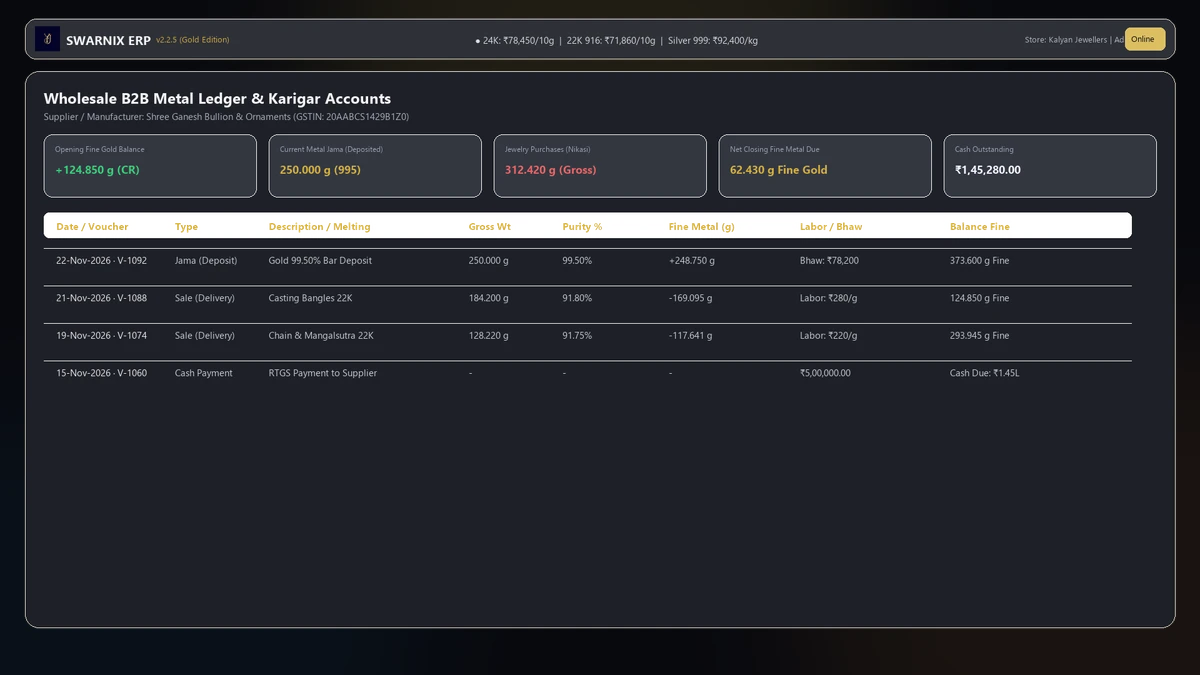 SWARNIX ERP v2.2.5 (Gold Edition) ● 24K: ₹78,450/10g | 22K 916: ₹71,860/10g | Silver 999: ₹92,400/kg Store: Kalyan Jewellers | Ad Online
Wholesale B2B Metal Ledger & Karigar Accounts
Supplier / Manufacturer: Shree Ganesh Bullion & Ornaments (GSTIN: 20AABCS1429B1Z0)
Opening Fine Gold Balance
+124.850 g (CR)
Current Metal Jama (Deposited)
250.000 g (995)
Jewelry Purchases (Nikasi)
312.420 g (Gross)
Net Closing Fine Metal Due
62.430 g Fine Gold
Cash Outstanding
₹1,45,280.00
Date / Voucher Type Description / Melting Gross Wt Purity % Fine Metal (g) Labor / Bhaw Balance Fine
22-Nov-2026 · V-1092 Jama (Deposit) Gold 99.50% Bar Deposit 250.000 g 99.50% +248.750 g Bhaw: ₹78,200 373.600 g Fine
21-Nov-2026 · V-1088 Sale (Delivery) Casting Bangles 22K 184.200 g 91.80% -169.095 g Labor: ₹280/g 124.850 g Fine
19-Nov-2026 · V-1074 Sale (Delivery) Chain & Mangalsutra 22K 128.220 g 91.75% -117.641 g Labor: ₹220/g 293.945 g Fine
15-Nov-2026 · V-1060 Cash Payment RTGS Payment to Supplier - - - ₹5,00,000.00 Cash Due: ₹1.45L